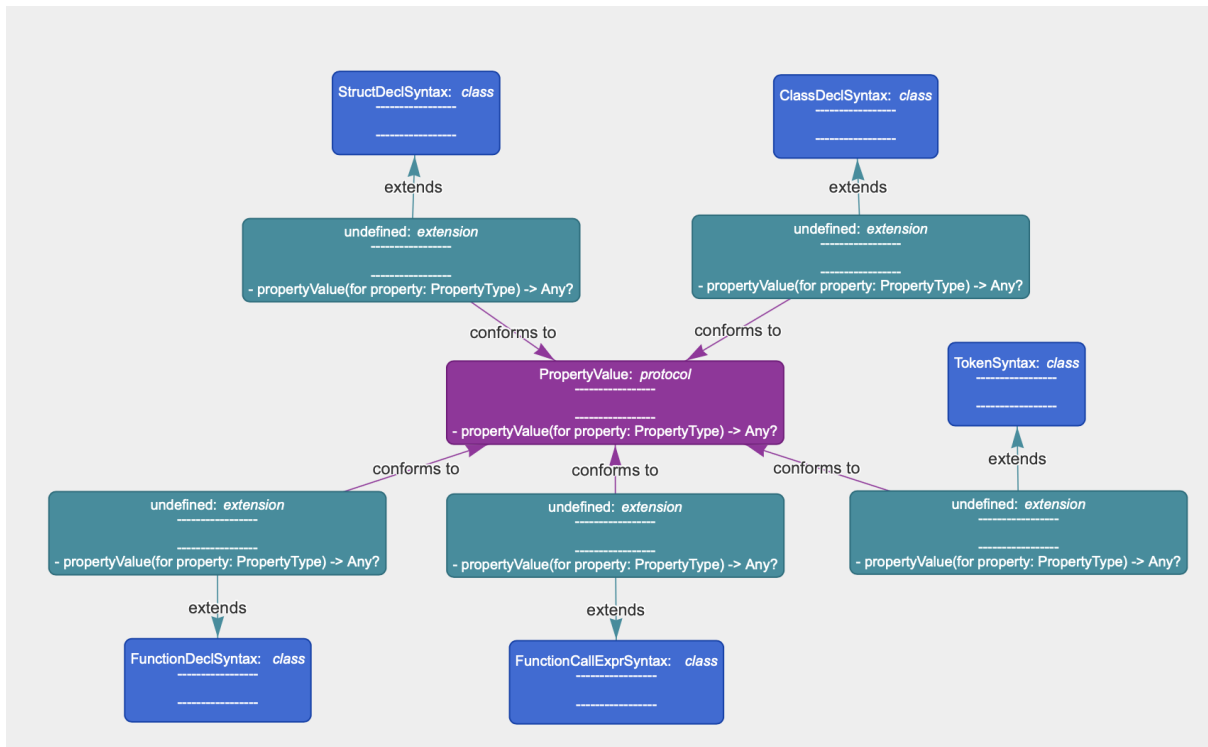 StructDeclSyntax: class
-----------------
-----------------
ClassDeclSyntax: class
-----------------
-----------------
extends
extends
undefined: extension
-----------------
-----------------
- propertyValue(for property: PropertyType) -> Any?
undefined: extension
-----------------
-----------------
- propertyValue(for property: PropertyType) -> Any?
conforms to
conforms to
PropertyValue: protocol
-----------------
-----------------
- propertyValue(for property: PropertyType) -> Any?
TokenSyntax: class
-----------------
-----------------
extends
conforms to
conforms to
conforms to
undefined: extension
-----------------
-----------------
- propertyValue(for property: PropertyType) -> Any?
undefined: extension
-----------------
-----------------
- propertyValue(for property: PropertyType) -> Any?
undefined: extension
-----------------
-----------------
- propertyValue(for property: PropertyType) -> Any?
extends
extends
FunctionDeclSyntax: class
-----------------
-----------------
FunctionCallExprSyntax: class
-----------------
-----------------